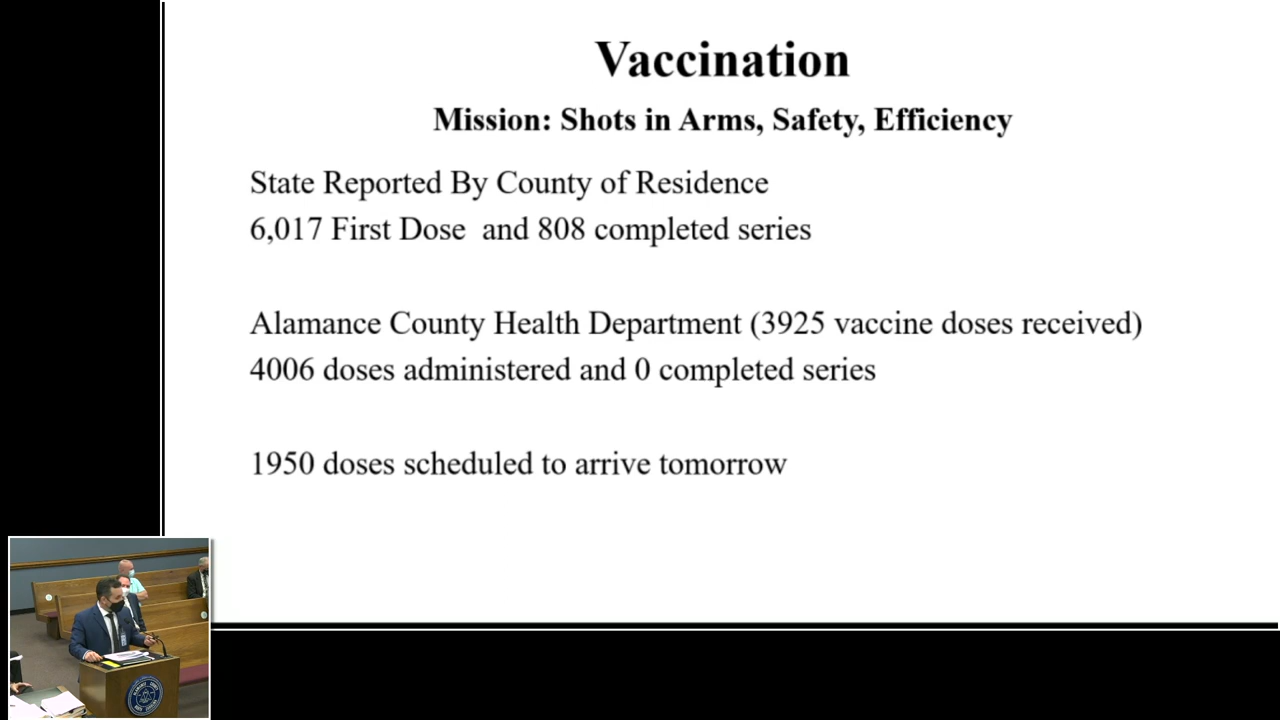 Vaccination
Mission: Shots in Arms, Safety, Efficiency
State Reported By County of Residence
6,017 First Dose and 808 completed series
Alamance County Health Department (3925 vaccine doses received)
4006 doses administered and 0 completed series
1950 doses scheduled to arrive tomorrow